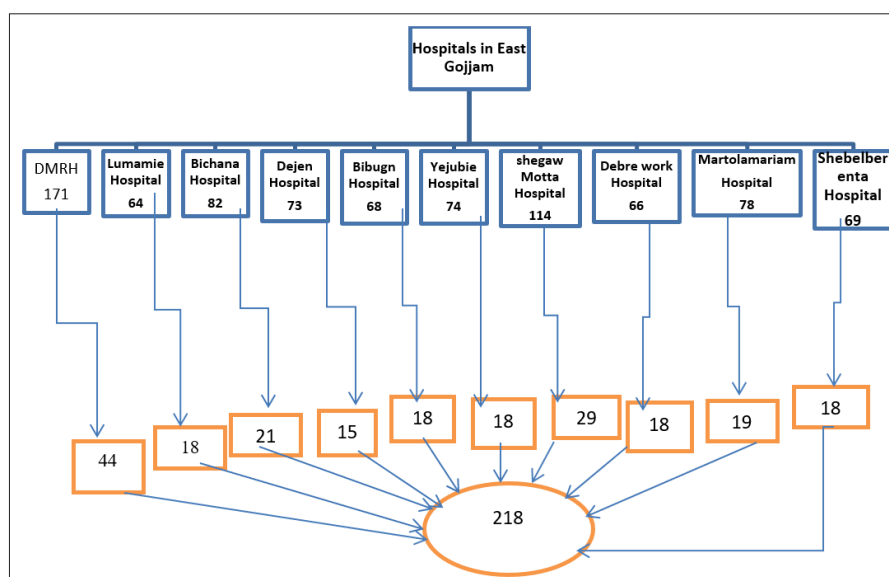 Hospitals in East
Gojjam
DMRH
171
Lumamie
Hospital
64
Bichana
Hospital
82
Dejen
Hospital
73
Bibugn
Hospital
68
Yejubie
Hospital
74
shegaw
Motta
Hospital
114
Debre work
Hospital
66
Martolamariam
Hospital
78
Shebelber
enta
Hospital
69
44
18
21
15
18
18
29
18
19
18
218